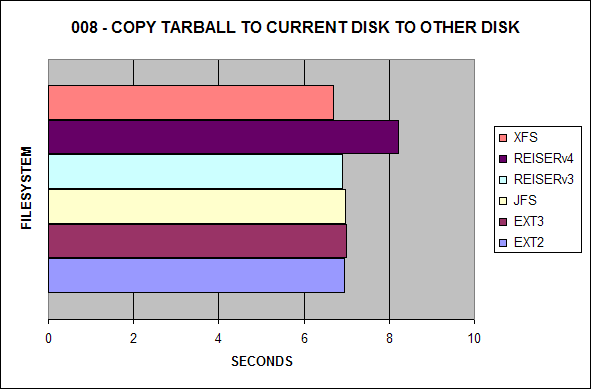 008 - COPY TARBALL TO CURRENT DISK TO OTHER DISK
FILESYSTEM
XFS
REISERv4
REISERv3
JFS
EXT3
EXT2
0 2 4 6 8 10
SECONDS